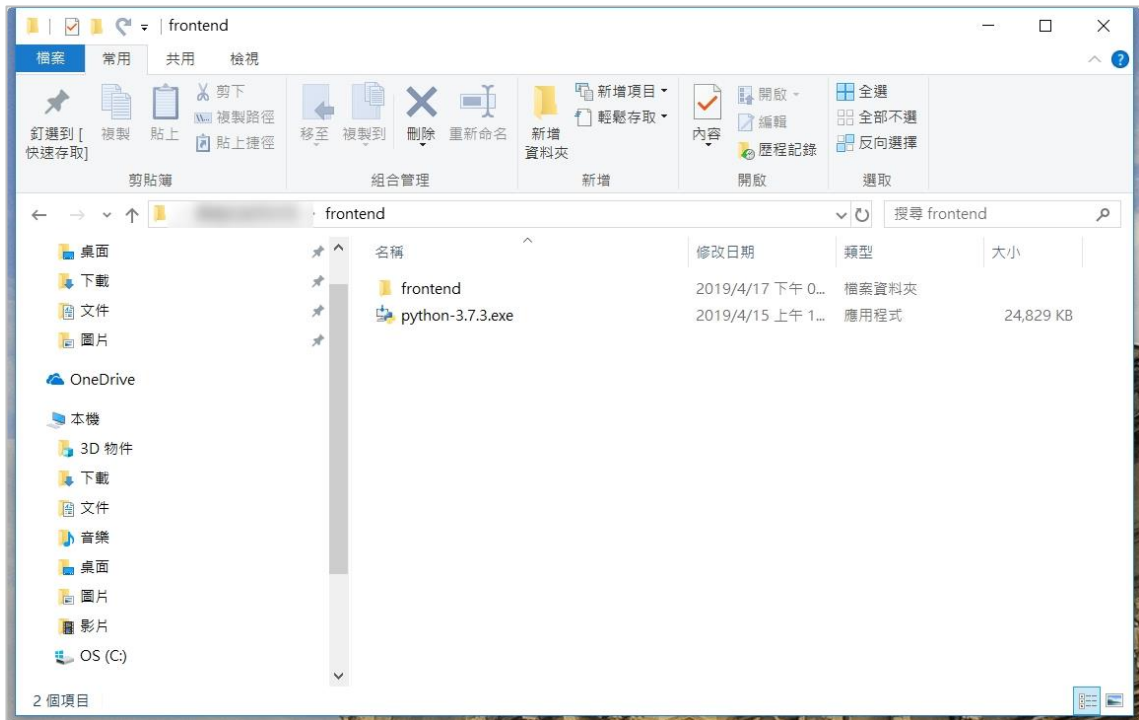 frontend
檔案 常用 共用 檢視
釘選到 [
快速存取]
複製
貼上
剪下
複製路徑
貼上捷徑
剪貼簿
移至
複製到
刪除
重新命名
組合管理
新增
資料夾
新增項目
輕鬆存取
新增
內容
開啟
編輯
歷程記錄
開啟
全選
全部不選
反向選擇
選取
frontend
搜尋 frontend
桌面
下載
文件
圖片
OneDrive
本機
3D 物件
下載
文件
音樂
桌面
圖片
影片
OS (C:)
名稱 修改日期 類型 大小
frontend 2019/4/17 下午 0... 檔案資料夾
python-3.7.3.exe 2019/4/15 上午 1... 應用程式 24,829 KB
2 個項目